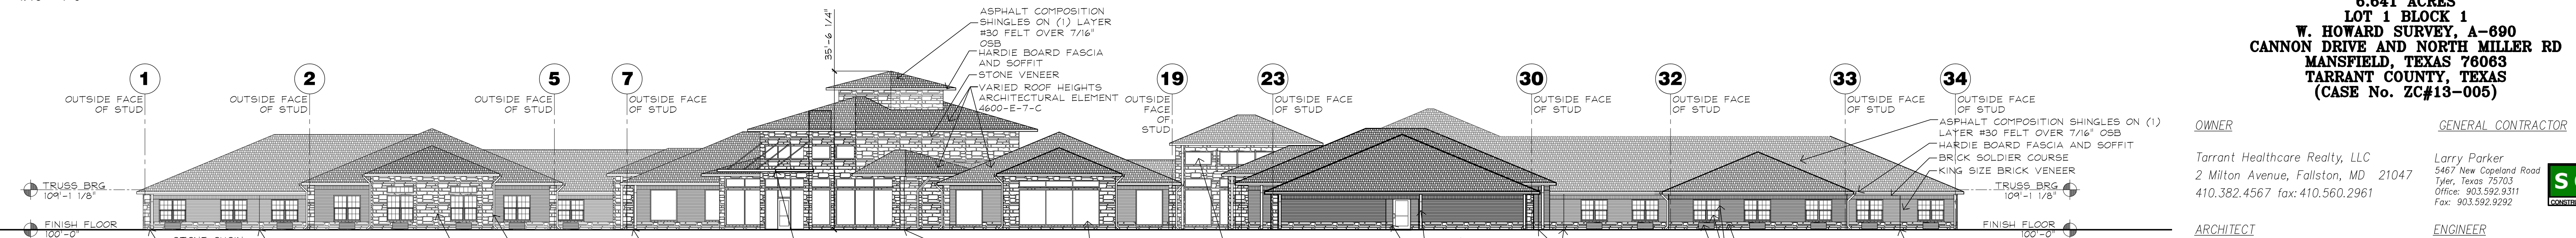 35'-6 1/4"
ASPHALT COMPOSITION
SHINGLES ON (1) LAYER
#30 FELT OVER 7/16"
OSB
HARDIE BOARD FASCIA
AND SOFFIT
STONE VENEER
VARIED ROOF HEIGHTS
ARCHITECTURAL ELEMENT
4600-E-7-C
1
OUTSIDE FACE
OF STUD
2
OUTSIDE FACE
OF STUD
5
OUTSIDE FACE
OF STUD
7
OUTSIDE FACE
OF STUD
19
OUTSIDE
FACE
OF
STUD
23
OUTSIDE FACE
OF STUD
30
OUTSIDE FACE
OF STUD
32
OUTSIDE FACE
OF STUD
33
OUTSIDE FACE
OF STUD
34
OUTSIDE FACE
OF STUD
ASPHALT COMPOSITION SHINGLES ON (1)
LAYER #30 FELT OVER 7/16" OSB
HARDIE BOARD FASCIA AND SOFFIT
BRICK SOLDIER COURSE
KING SIZE BRICK VENEER
TRUSS BRG
109'-1 1/8"
FINISH FLOOR
100'-0"
TRUSS BRG
109'-1 1/8"
FINISH FLOOR
100'-0"
6.641 ACRES
LOT 1 BLOCK 1
W. HOWARD SURVEY, A-690
CANNON DRIVE AND NORTH MILLER RD
MANSFIELD, TEXAS 76063
TARRANT COUNTY, TEXAS
(CASE No. ZC#13-005)
OWNER
Tarrant Healthcare Realty, LLC
2 Milton Avenue, Fallston, MD 21047
410.382.4567 fax: 410.560.2961
GENERAL CONTRACTOR
Larry Parker
5467 New Copeland Road
Tyler, Texas 75703
Office: 903.592.9311
Fax: 903.592.9292
ARCHITECT
ENGINEER